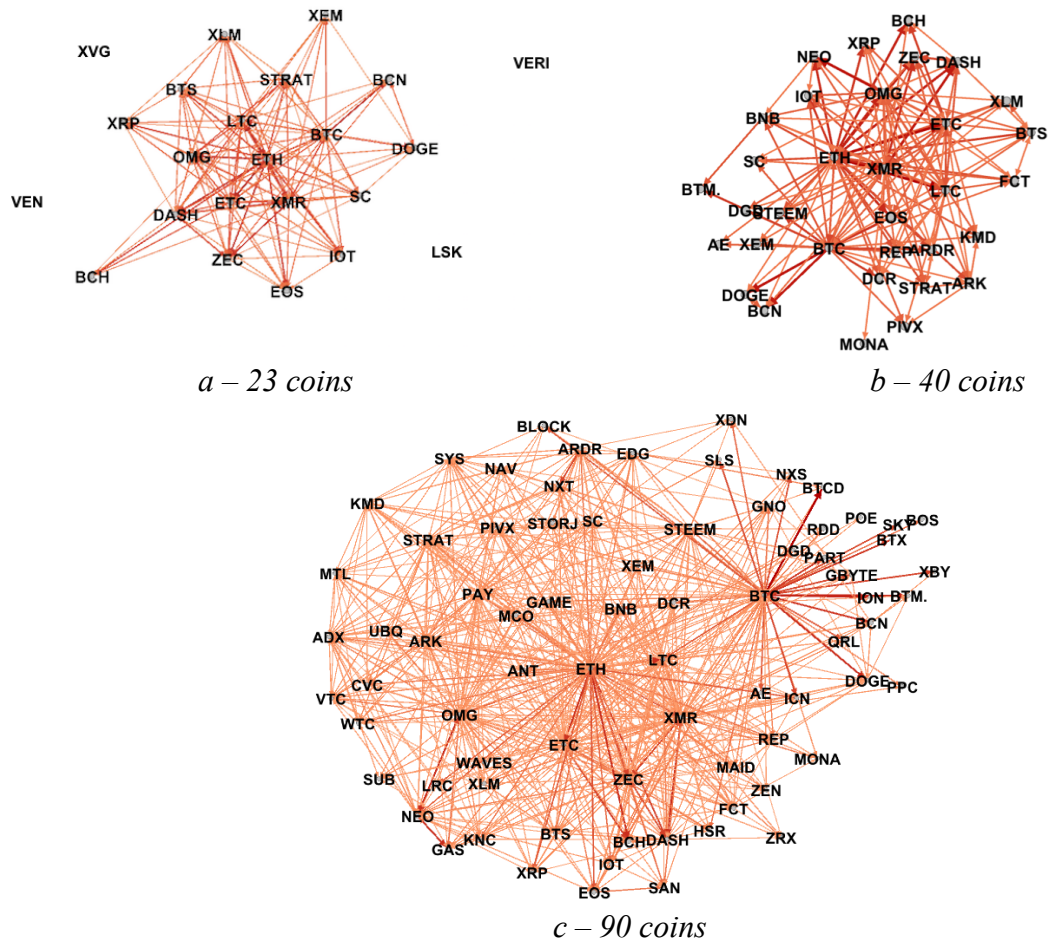 XEM
XLM
XVG
STRAT
BCN
BTS
XRP
LTC
BTC
DOGE
OMG
ETH
VEN
ETC
XMR
SC
DASH
LSK
ZEC
IOT
BCH
EOS
a – 23 coins
BCH
XRP
NEO
ZEC
DASH
VERI
OMG
IOT
XLM
BNB
ETC
BTS
ETH
SC
XMR
FCT
BTM.
LTC
DGD
STEEM
EOS
KMD
AE
XEM
BTC
REP
ARDR
DCR
STRAT
ARK
DOGE
BCN
PIVX
MONA
b – 40 coins
XDN
BLOCK
ARDR
EDG
SYS
SLS
NAV
NXS
NXT
BTCD
KMD
GNO
POE
BOS
PIVX
STORJ
SC
STEEM
RDD
SKY
STRAT
BTX
DGD
PART
XEM
MTL
GBYTE
XBY
PAY
BTC
ION
BTM.
GAME
DCR
MCO
BNB
BCN
UBQ
ADX
ARK
QRL
LTC
ANT
ETH
DOGE
PPC
CVC
AE
ICN
VTC
OMG
XMR
WTC
REP
ETC
MONA
WAVES
MAID
SUB
LRC
XLM
ZEC
ZEN
FCT
NEO
BTS
HSR
KNC
BCH
DASH
ZRX
GAS
IOT
XRP
EOS
SAN
c – 90 coins